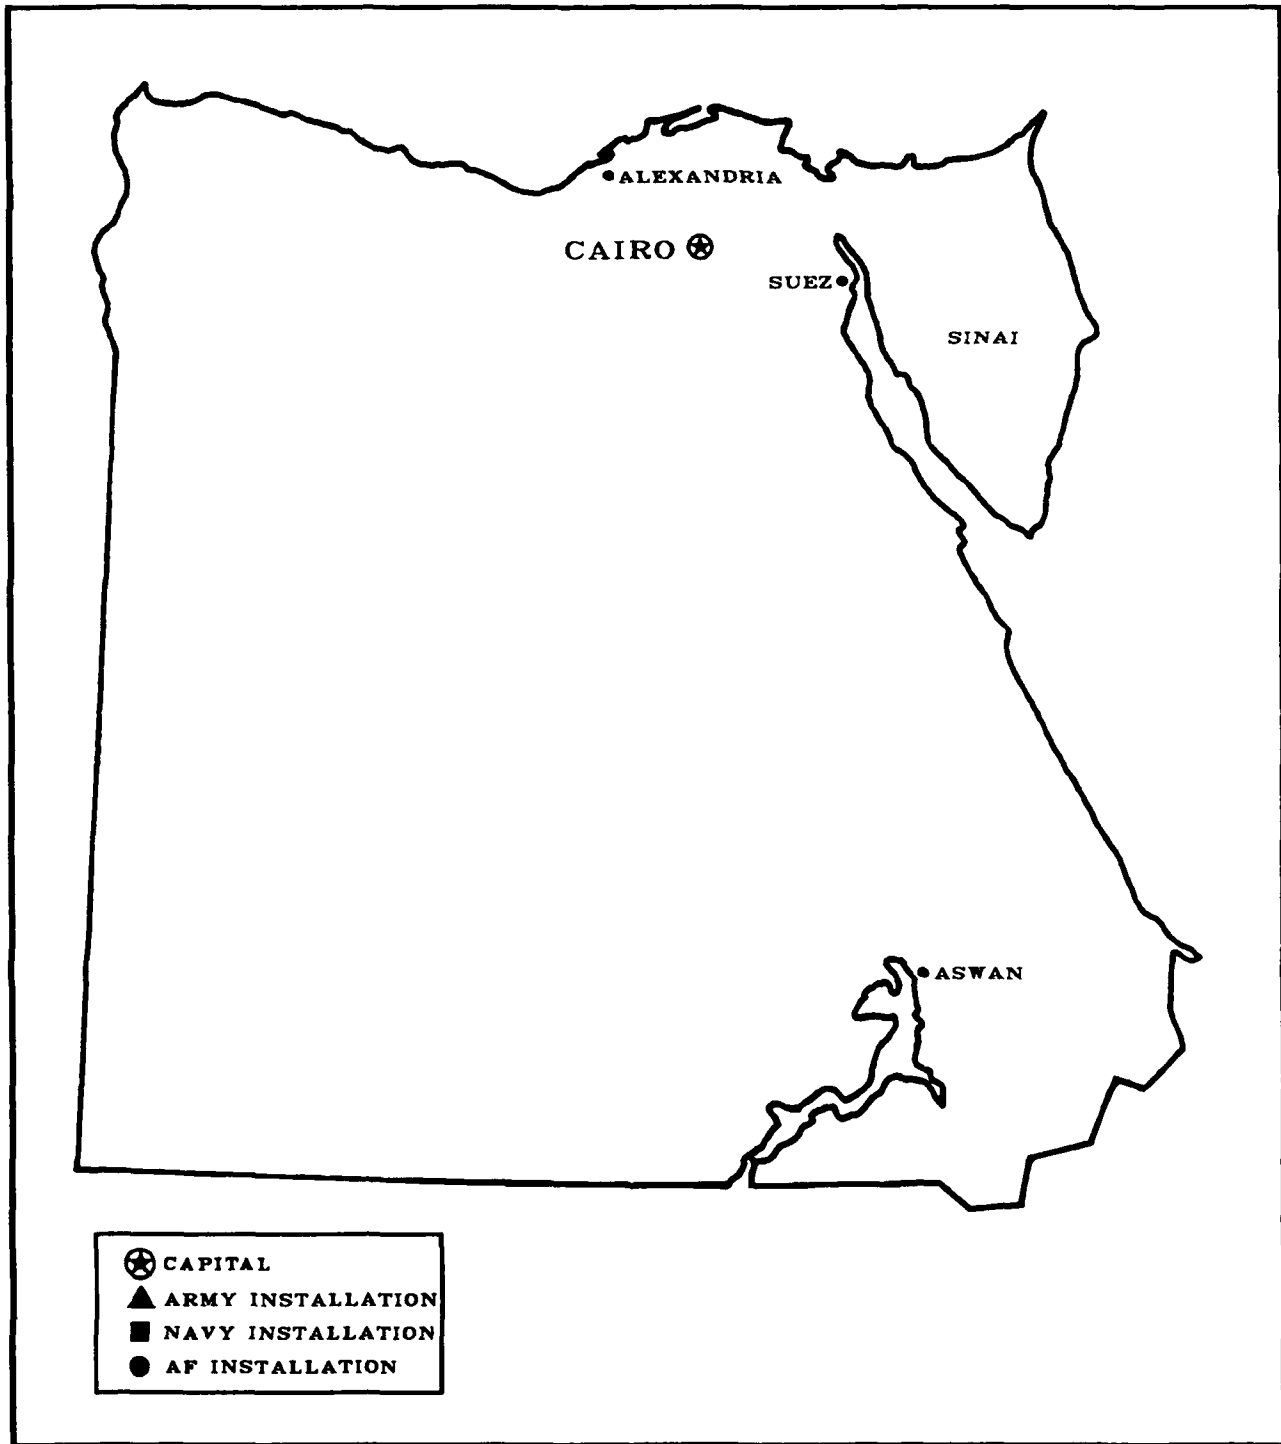 ALEXANDRIA
CAIRO
SUEZ
SINAI
ASWAN
CAPITAL
ARMY INSTALLATION
NAVY INSTALLATION
AF INSTALLATION